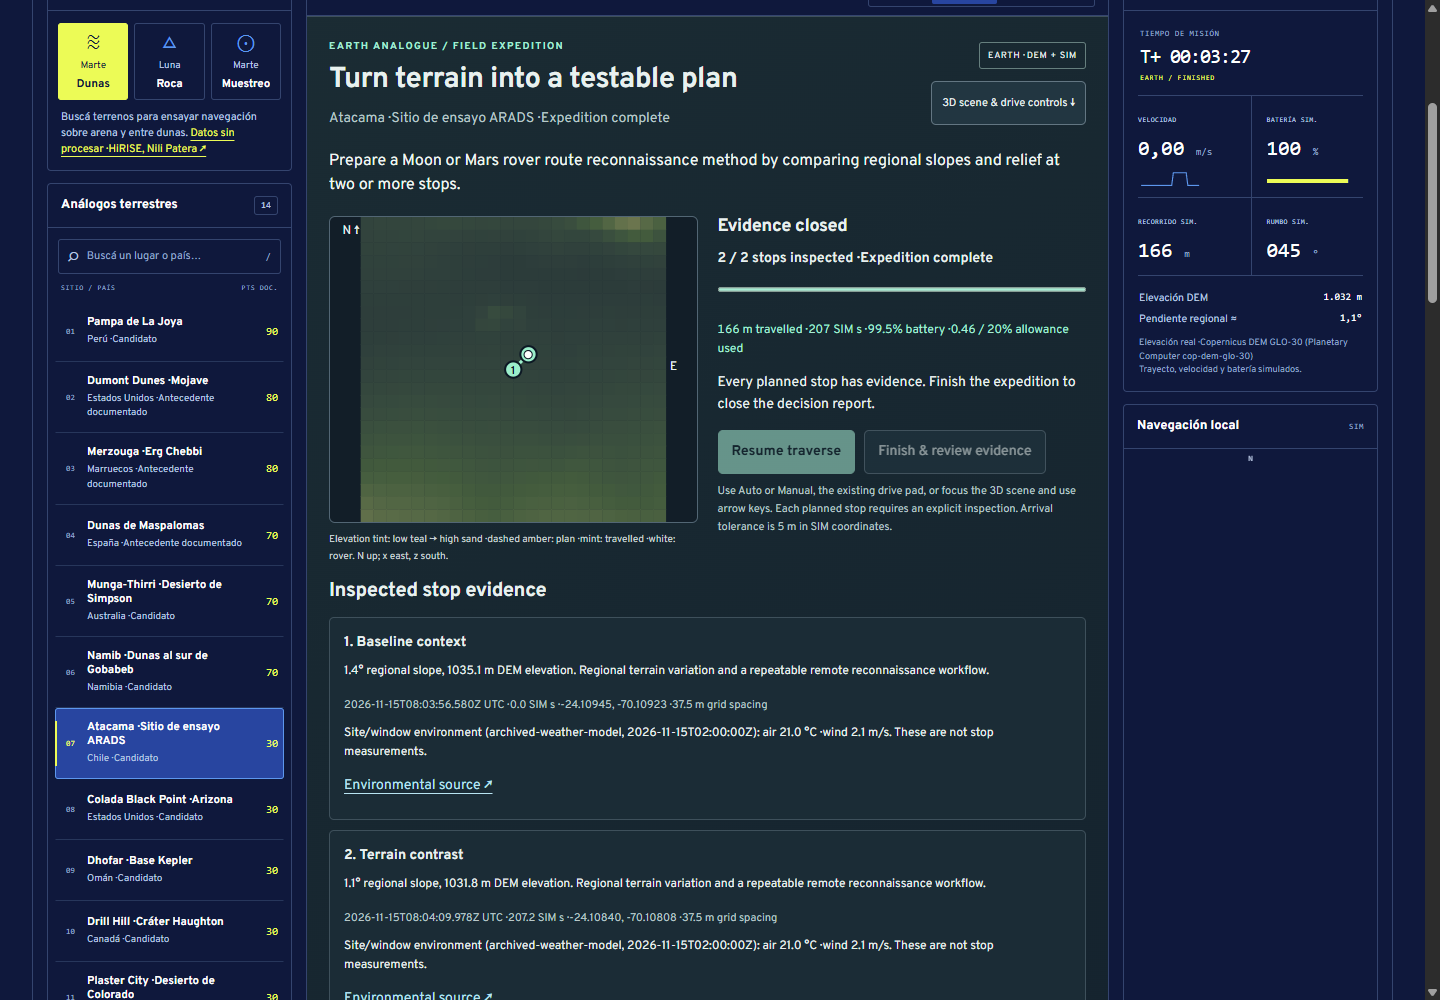 Marte
Dunas
Luna
Roca
Marte
Muestreo
Buscá terrenos para ensayar navegación
sobre arena y entre dunas. Datos sin
procesar ·HiRISE, Nili Patera ↗
Análogos terrestres
14
Buscá un lugar o país...
/
SITIO / PAÍS
PTS DOC.
01
Pampa de La Joya
Perú ·Candidato
90
02
Dumont Dunes ·Mojave
Estados Unidos ·Antecedente
documentado
80
03
Merzouga ·Erg Chebbi
Marruecos ·Antecedente
documentado
80
04
Dunas de Maspalomas
España ·Antecedente documentado
70
05
Munga-Thirri ·Desierto de
Simpson
Australia ·Candidato
70
06
Namib ·Dunas al sur de
Gobabeb
Namibia ·Candidato
70
07
Atacama ·Sitio de ensayo
ARADS
Chile ·Candidato
30
08
Colada Black Point ·Arizona
Estados Unidos ·Candidato
30
09
Dhofar ·Base Kepler
Omán ·Candidato
30
10
Drill Hill ·Cráter Haughton
Canadá ·Candidato
30
11
Plaster City ·Desierto de
Colorado
30
EARTH ANALOGUE / FIELD EXPEDITION
Turn terrain into a testable plan
Atacama ·Sitio de ensayo ARADS ·Expedition complete
EARTH ·DEM + SIM
3D scene & drive controls ↓
Prepare a Moon or Mars rover route reconnaissance method by comparing regional slopes and relief at
two or more stops.
N ↑
E
1
Elevation tint: low teal → high sand ·dashed amber: plan ·mint: travelled ·white:
rover. N up; x east, z south.
Evidence closed
2 / 2 stops inspected ·Expedition complete
166 m travelled ·207 SIM s ·99.5% battery ·0.46 / 20% allowance
used
Every planned stop has evidence. Finish the expedition to
close the decision report.
Resume traverse
Finish & review evidence
Use Auto or Manual, the existing drive pad, or focus the 3D scene and use
arrow keys. Each planned stop requires an explicit inspection. Arrival
tolerance is 5 m in SIM coordinates.
Inspected stop evidence
1. Baseline context
1.4° regional slope, 1035.1 m DEM elevation. Regional terrain variation and a repeatable remote reconnaissance workflow.
2026-11-15T08:03:56.580Z UTC ·0.0 SIM s ·-24.10945, -70.10923 ·37.5 m grid spacing
Site/window environment (archived-weather-model, 2026-11-15T02:00:00Z): air 21.0 °C ·wind 2.1 m/s. These are not stop
measurements.
Environmental source ↗
2. Terrain contrast
1.1° regional slope, 1031.8 m DEM elevation. Regional terrain variation and a repeatable remote reconnaissance workflow.
2026-11-15T08:04:09.978Z UTC ·207.2 SIM s ·-24.10840, -70.10808 ·37.5 m grid spacing
Site/window environment (archived-weather-model, 2026-11-15T02:00:00Z): air 21.0 °C ·wind 2.1 m/s. These are not stop
measurements.
Environmental source ↗
TIEMPO DE MISIÓN
T+ 00:03:27
EARTH / FINISHED
VELOCIDAD
0,00 m/s
BATERÍA SIM.
100 %
RECORRIDO SIM.
166 m
RUMBO SIM.
045 °
Elevación DEM
1.032 m
Pendiente regional ≈
1,1°
Elevación real ·Copernicus DEM GLO-30 (Planetary
Computer cop-dem-glo-30)
Trayecto, velocidad y batería simulados.
Navegación local
SIM
N